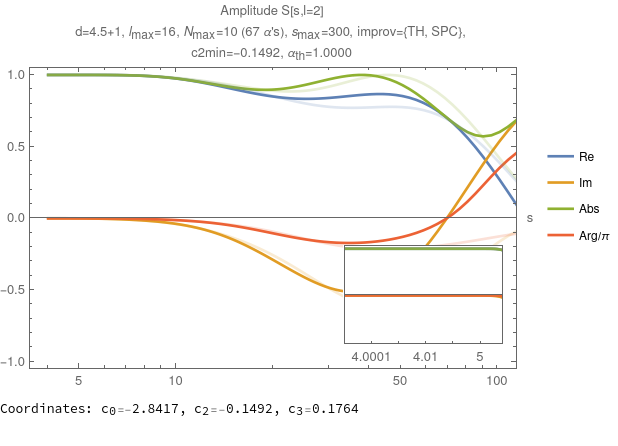 Amplitude S[s,l=2]
d=4.5+1, lmax=16, Nmax=10 (67 α's), smax=300, improv={TH, SPC},
c2min=−0.1492, αth=1.0000
1.0
0.5
0.0
−0.5
−1.0
5
10
50
100
s
4.0001
4.01
5
Re
Im
Abs
Arg/π
Coordinates: c0=−2.8417, c2=−0.1492, c3=0.1764